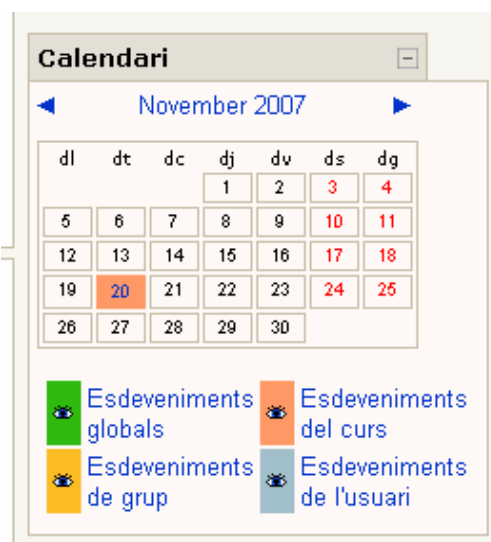 Calendari
November 2007
dl dt dc dj dv ds dg
1 2 3 4
5 6 7 8 9 10 11
12 13 14 15 16 17 18
19 20 21 22 23 24 25
26 27 28 29 30
Esdeveniments globals
Esdeveniments del curs
Esdeveniments de grup
Esdeveniments de l'usuari